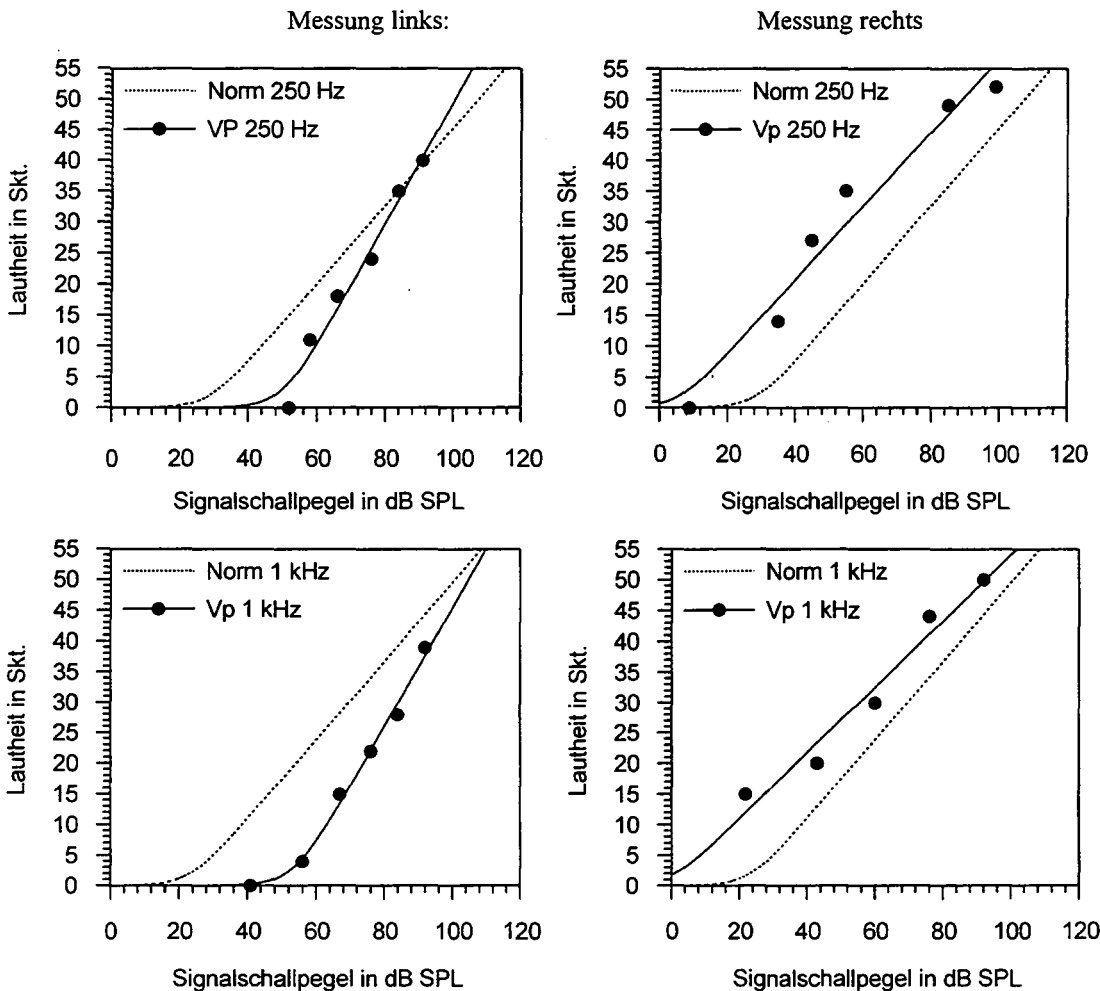 Messung links:
Messung rechts
55
50
45
40
35
30
25
20
15
10
5
0
Lautheit in Skt.
Norm 250 Hz
VP 250 Hz
0 20 40 60 80 100 120
Signalschallpegel in dB SPL
55
50
45
40
35
30
25
20
15
10
5
0
Lautheit in Skt.
Norm 250 Hz
Vp 250 Hz
0 20 40 60 80 100 120
Signalschallpegel in dB SPL
55
50
45
40
35
30
25
20
15
10
5
0
Lautheit in Skt.
Norm 1 kHz
Vp 1 kHz
0 20 40 60 80 100 120
Signalschallpegel in dB SPL
55
50
45
40
35
30
25
20
15
10
5
0
Lautheit in Skt.
Norm 1 kHz
Vp 1 kHz
0 20 40 60 80 100 120
Signalschallpegel in dB SPL